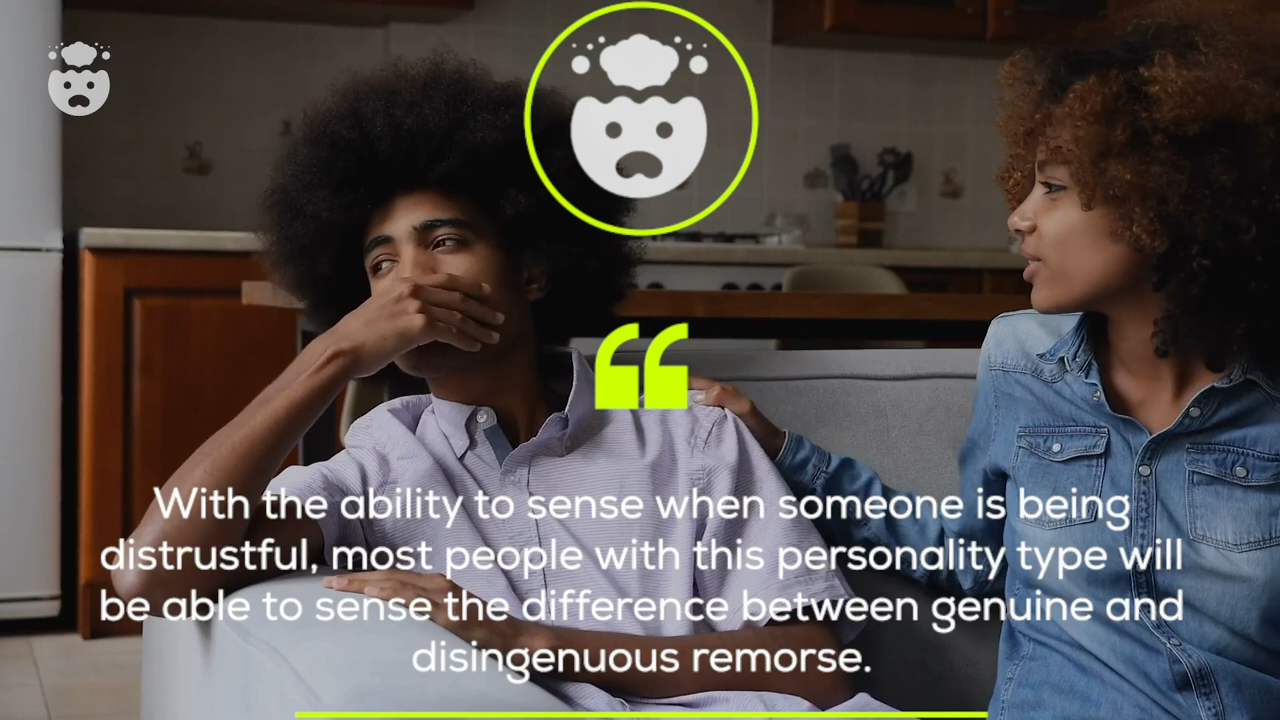 With the ability to sense when someone is being
distrustful, most people with this personality type will
be able to sense the difference between genuine and
disingenuous remorse.